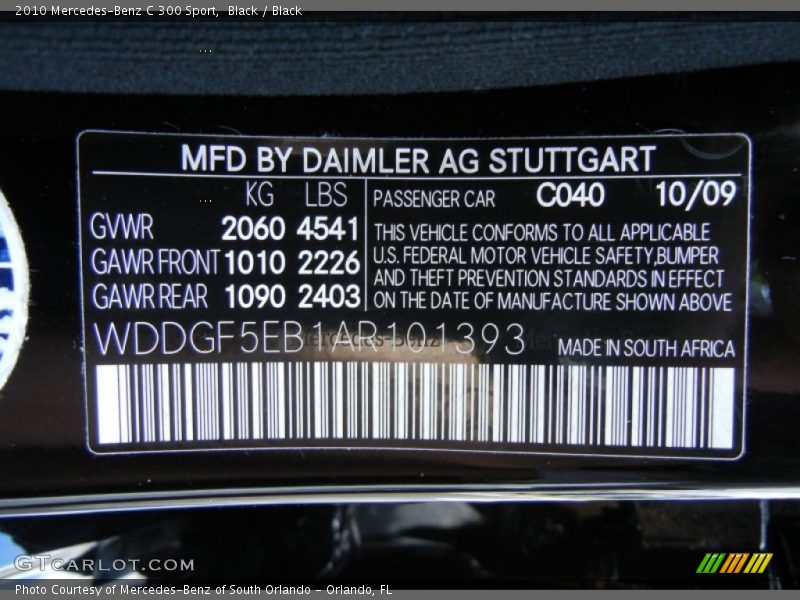 2010 Mercedes-Benz C 300 Sport, Black / Black
MFD BY DAIMLER AG STUTTGART
KG LBS
GVWR 2060 4541
GAWR FRONT 1010 2226
GAWR REAR 1090 2403
PASSENGER CAR C040 10/09
THIS VEHICLE CONFORMS TO ALL APPLICABLE
U.S. FEDERAL MOTOR VEHICLE SAFETY, BUMPER
AND THEFT PREVENTION STANDARDS IN EFFECT
ON THE DATE OF MANUFACTURE SHOWN ABOVE
WDDGF5EB1AR101393
MADE IN SOUTH AFRICA
GTCARLOT.COM
Photo Courtesy of Mercedes-Benz of South Orlando - Orlando, FL